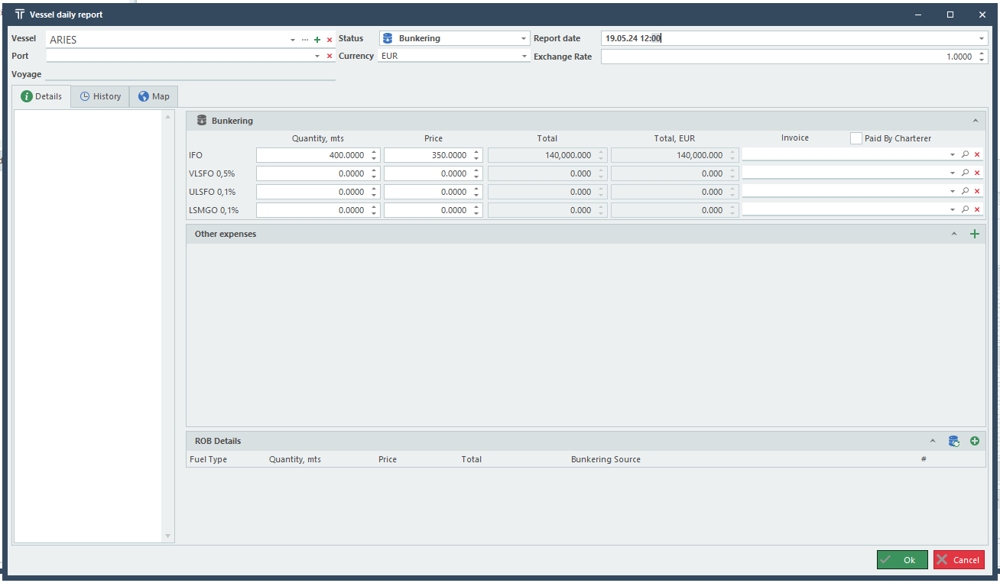 Vessel daily report
Vessel ARIES Status Bunkering Report date 19.05.24 12:00
Port Currency EUR Exchange Rate 1.0000
Voyage
Details History Map
Bunkering
Quantity, mts Price Total Total, EUR Invoice Paid By Charterer
IFO 400.0000 350.0000 140,000.000 140,000.000
VLSFO 0,5% 0.0000 0.0000 0.000 0.000
ULSFO 0,1% 0.0000 0.0000 0.000 0.000
LSMGO 0,1% 0.0000 0.0000 0.000 0.000
Other expenses
ROB Details
Fuel Type Quantity, mts Price Total Bunkering Source #
Ok Cancel